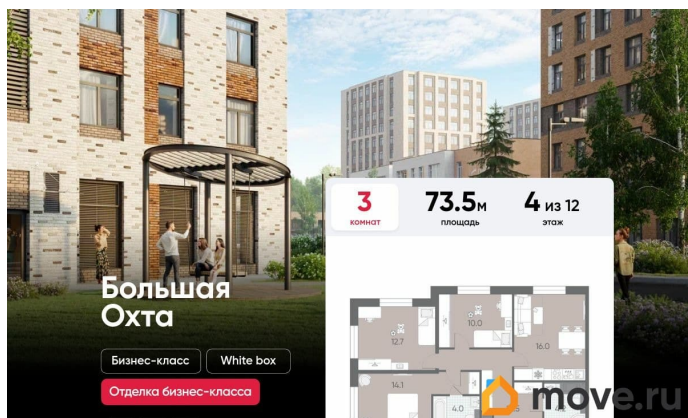 3
комнат
73.5м
площадь
4 из 12
этаж
Большая
Охта
Бизнес-класс
White box
Отделка бизнес-класса
12.7
10.0
16.0
14.1
4.0
move.ru